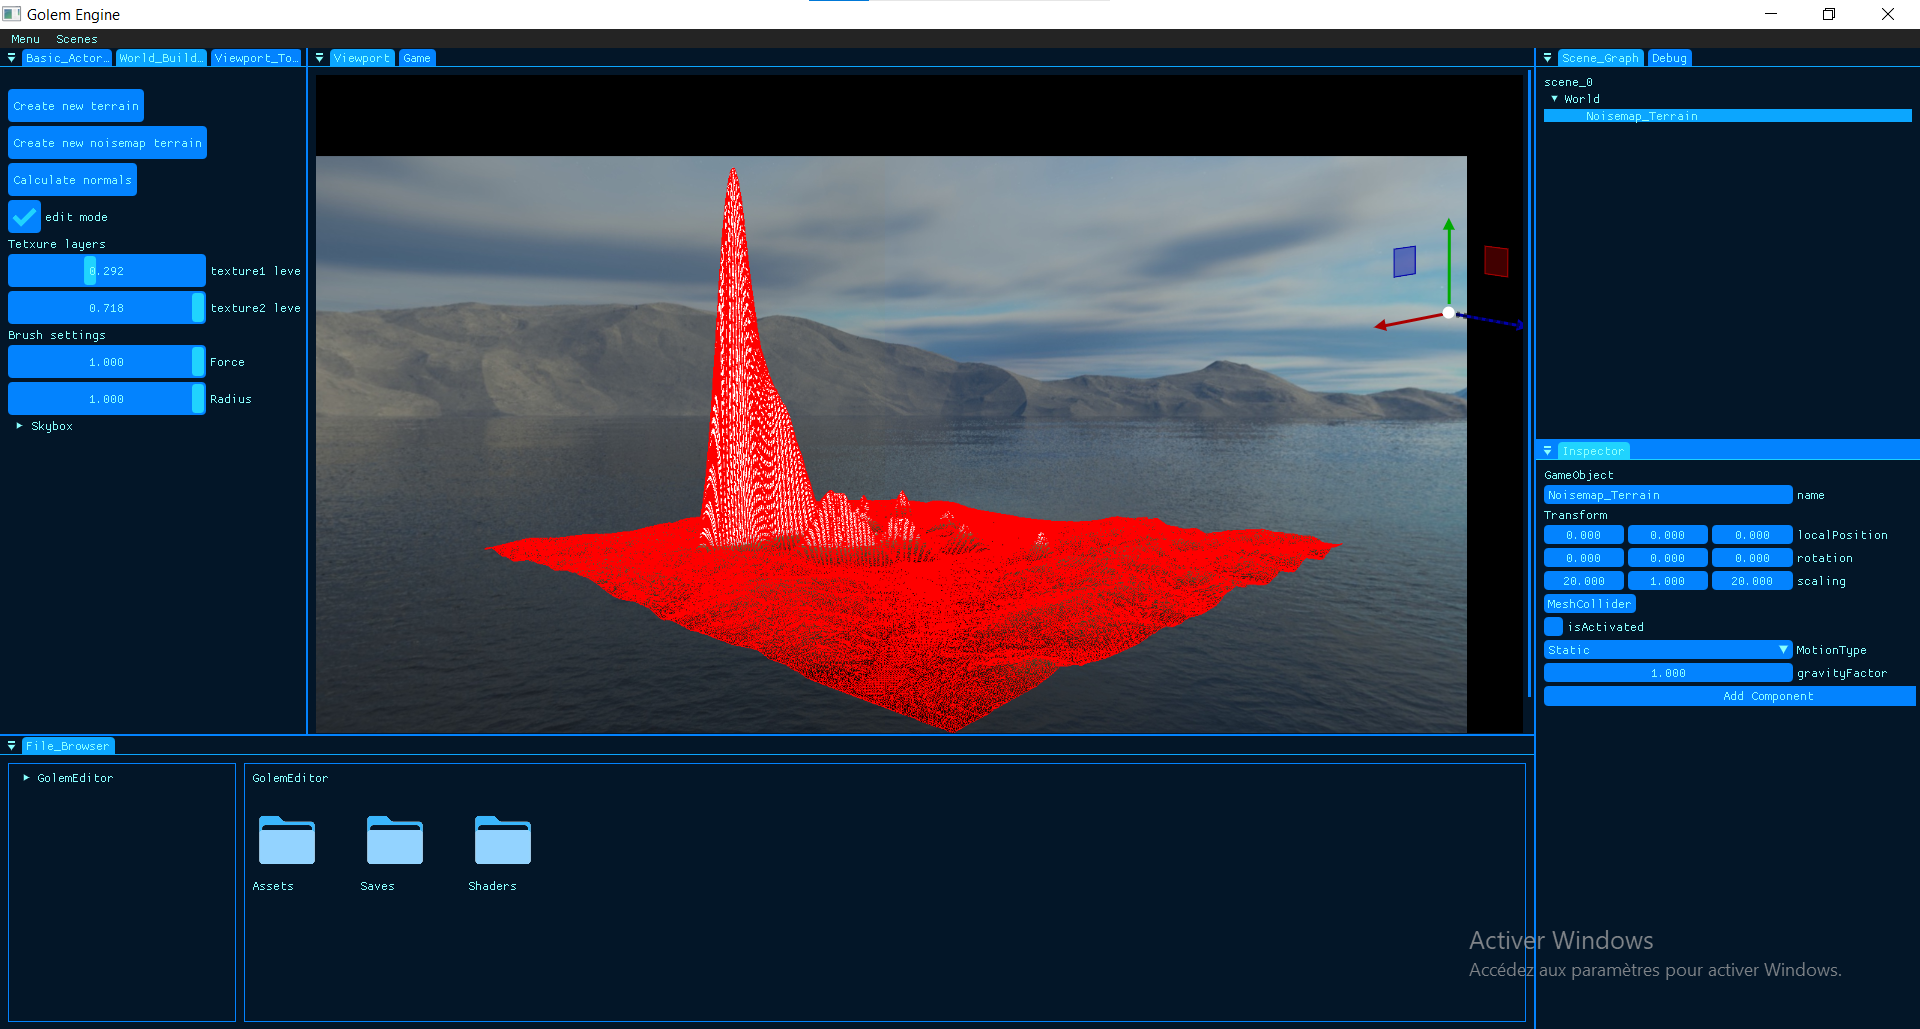 Golem Engine
Menu Scenes
Basic_Actor… World_Build… Viewport_To… Viewport Game Scene_Graph Debug
Create new terrain
Create new noisemap terrain
Calculate normals
edit mode
Tetxure layers
0.292 texture1 leve
0.718 texture2 leve
Brush settings
1.000 Force
1.000 Radius
Skybox
scene_0
World
Noisemap_Terrain
Inspector
GameObject
Noisemap_Terrain name
Transform
0.000 0.000 0.000 localPosition
0.000 0.000 0.000 rotation
20.000 1.000 20.000 scaling
MeshCollider
isActivated
Static MotionType
1.000 gravityFactor
Add Component
File_Browser
GolemEditor
GolemEditor
Assets Saves Shaders
Activer Windows
Accédez aux paramètres pour activer Windows.